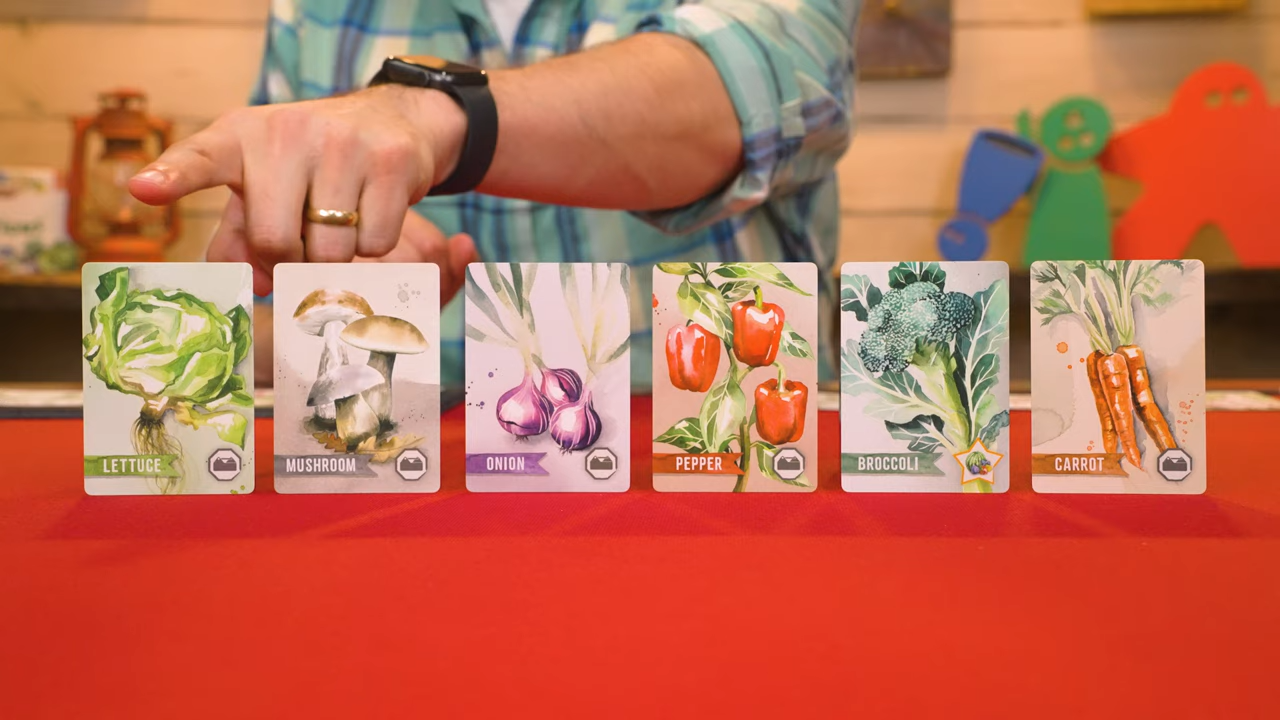 LETTUCE
MUSHROOM
ONION
PEPPER
BROCCOLI
CARROT